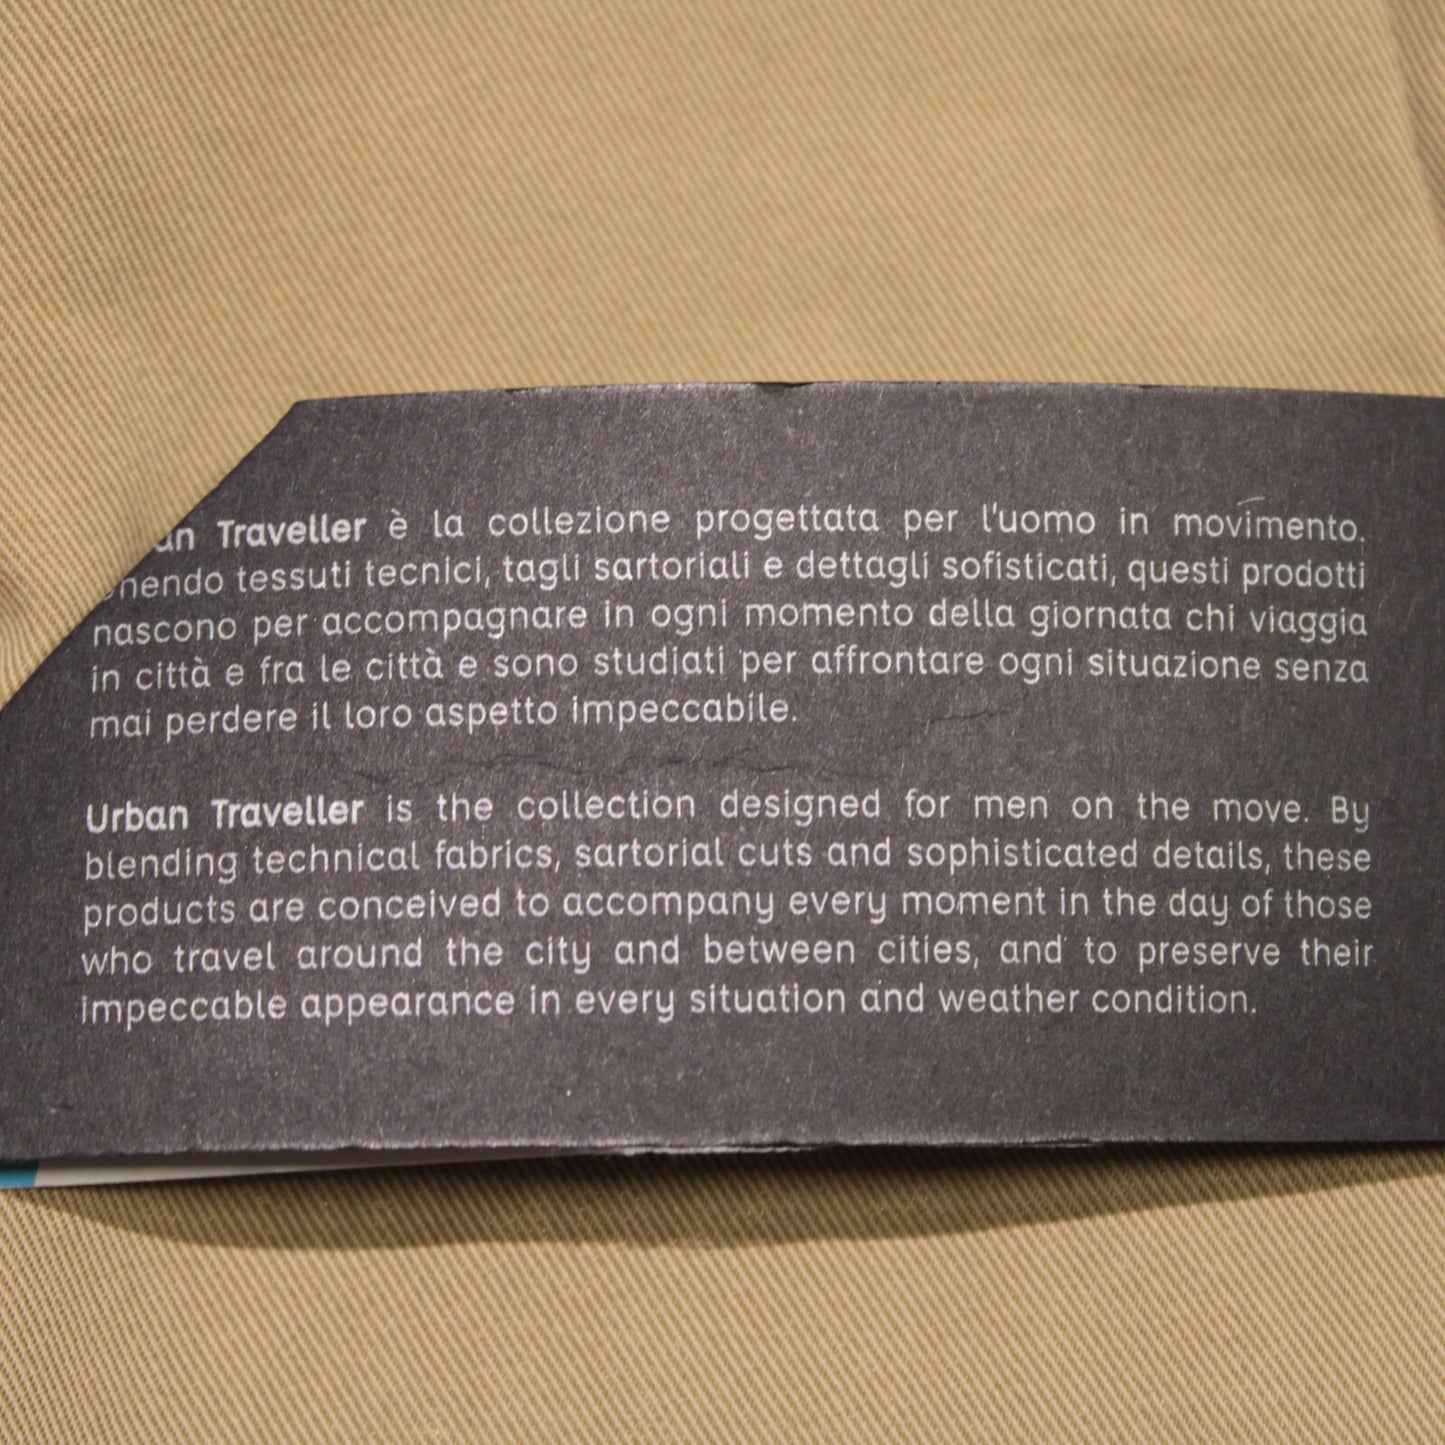 an Traveller è la collezione progettata per l'uomo in movimento.
nendo tessuti tecnici, tagli sartoriali e dettagli sofisticati, questi prodotti
nascono per accompagnare in ogni momento della giornata chi viaggia
in città e fra le città e sono studiati per affrontare ogni situazione senza
mai perdere il loro aspetto impeccabile.
Urban Traveller is the collection designed for men on the move. By
blending technical fabrics, sartorial cuts and sophisticated details, these
products are conceived to accompany every moment in the day of those
who travel around the city and between cities, and to preserve their
impeccable appearance in every situation and weather condition.